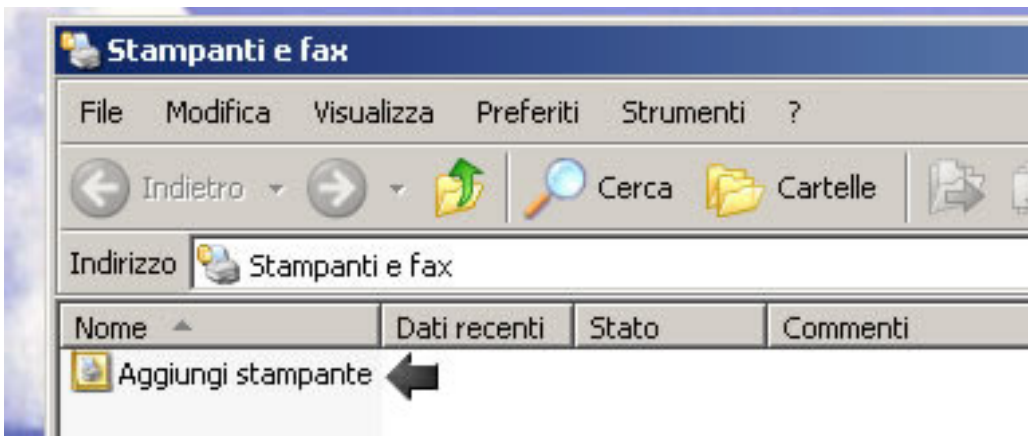 Stampanti e fax
File Modifica Visualizza Preferiti Strumenti ?
Indietro Cerca Cartelle
Indirizzo Stampanti e fax
Nome Dati recenti Stato Commenti
Aggiungi stampante